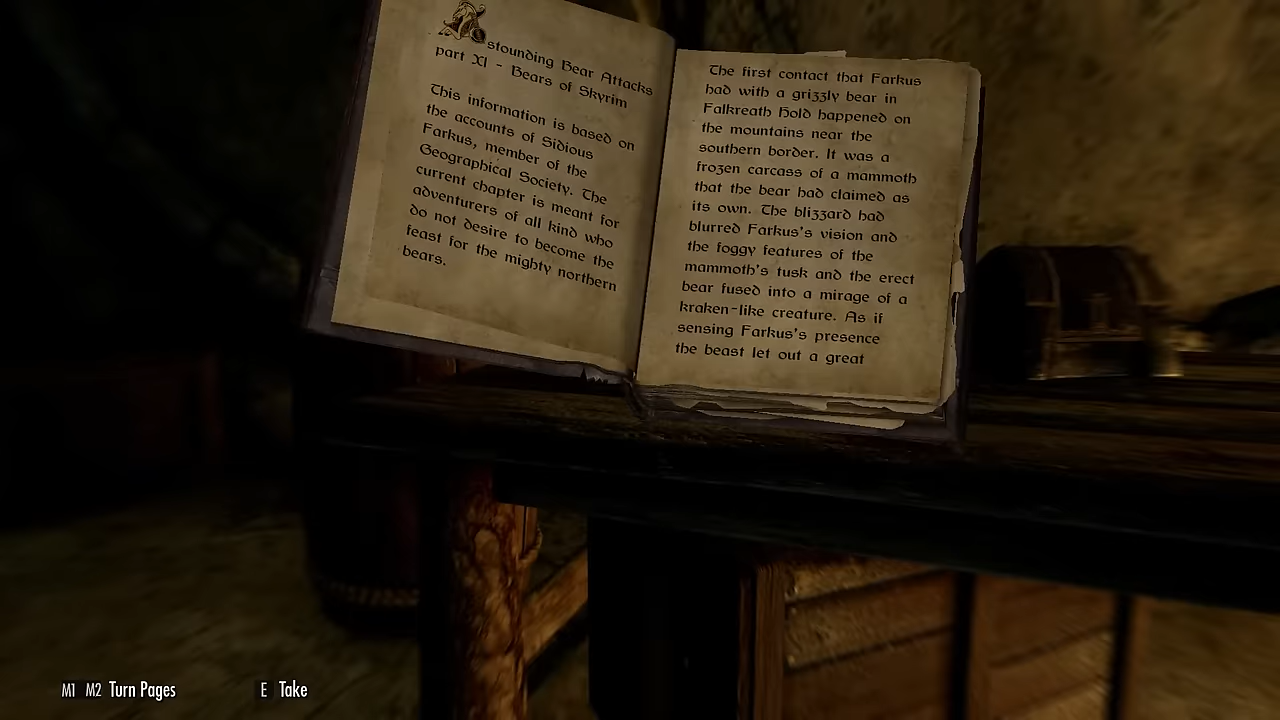 Astounding Bear Attacks
part XI - Bears of Skyrim
This information is based on
the accounts of Sidious
Farkus, member of the
Geographical Society. The
current chapter is meant for
adventurers of all kind who
do not desire to become the
feast for the mighty northern
bears.
The first contact that Farkus
had with a grizzly bear in
Falkreath Hold happened on
the mountains near the
southern border. It was a
frozen carcass of a mammoth
that the bear had claimed as
its own. The blizzard had
blurred Farkus's vision and
the foggy features of the
mammoth's tusk and the erect
bear fused into a mirage of a
kraken-like creature. As if
sensing Farkus's presence
the beast let out a great
M1 M2 Turn Pages
E Take